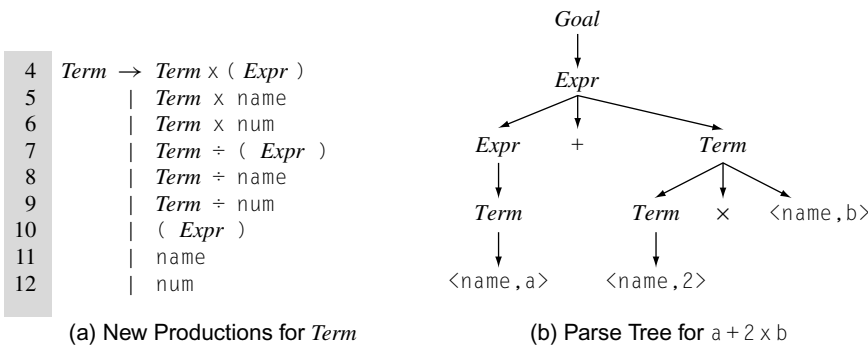 4 Term → Term x ( Expr )
5 | Term x name
6 | Term x num
7 | Term ÷ ( Expr )
8 | Term ÷ name
9 | Term ÷ num
10 | ( Expr )
11 | name
12 | num
(a) New Productions for Term
Goal
Expr
Expr + Term
Term Term × <name,b>
<name,a> <name,2>
(b) Parse Tree for a + 2 x b